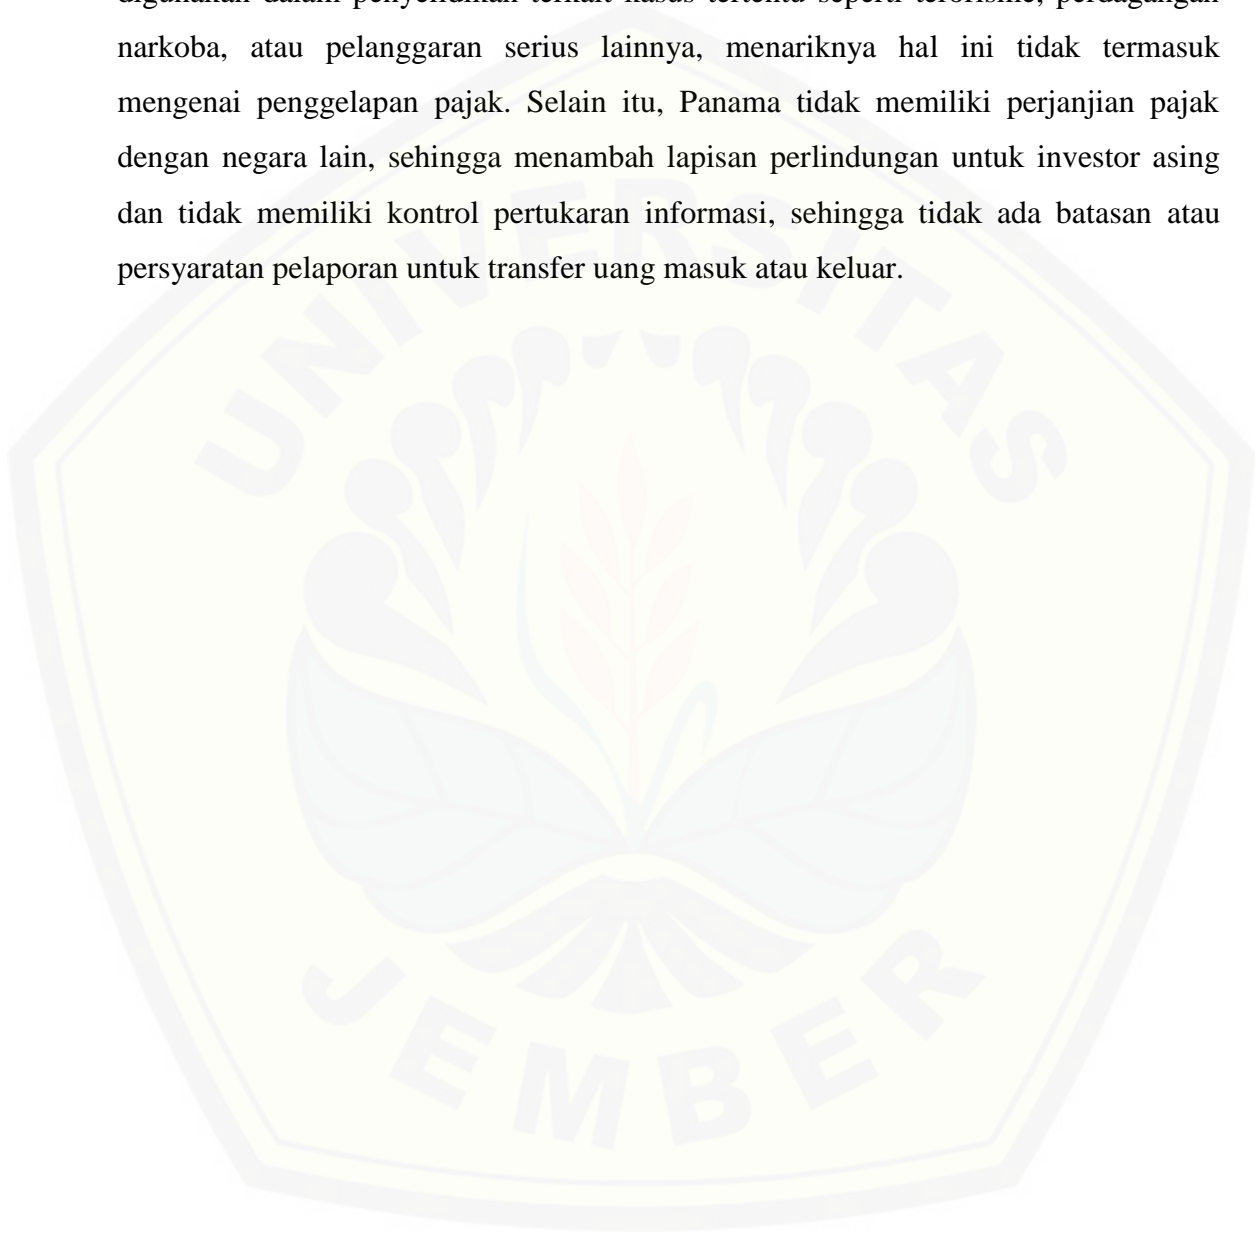 digunakan dalam penyelidikan terkait kasus tertentu seperti terorisme, perdagangan
narkoba, atau pelanggaran serius lainnya, menariknya hal ini tidak termasuk
mengenai penggelapan pajak. Selain itu, Panama tidak memiliki perjanjian pajak
dengan negara lain, sehingga menambah lapisan perlindungan untuk investor asing
dan tidak memiliki kontrol pertukaran informasi, sehingga tidak ada batasan atau
persyaratan pelaporan untuk transfer uang masuk atau keluar.
UNIVERSITAS
JEMBER